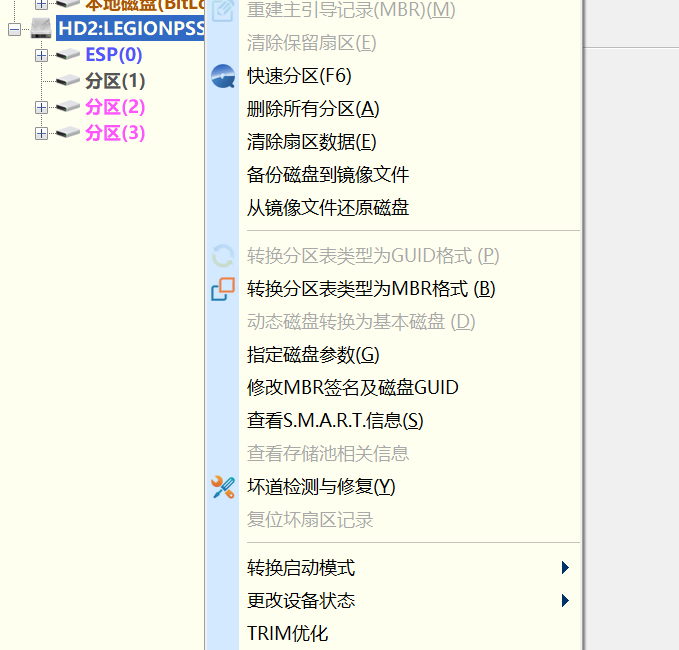 本地磁盘(BitLo
HD2:LEGIONPSS
ESP(0)
分区(1)
分区(2)
分区(3)
重建主引导记录(MBR)(M)
清除保留扇区(E)
快速分区(F6)
删除所有分区(A)
清除扇区数据(E)
备份磁盘到镜像文件
从镜像文件还原磁盘
转换分区表类型为GUID格式 (P)
转换分区表类型为MBR格式 (B)
动态磁盘转换为基本磁盘 (D)
指定磁盘参数(G)
修改MBR签名及磁盘GUID
查看S.M.A.R.T.信息(S)
查看存储池相关信息
坏道检测与修复(Y)
复位坏扇区记录
转换启动模式
更改设备状态
TRIM优化